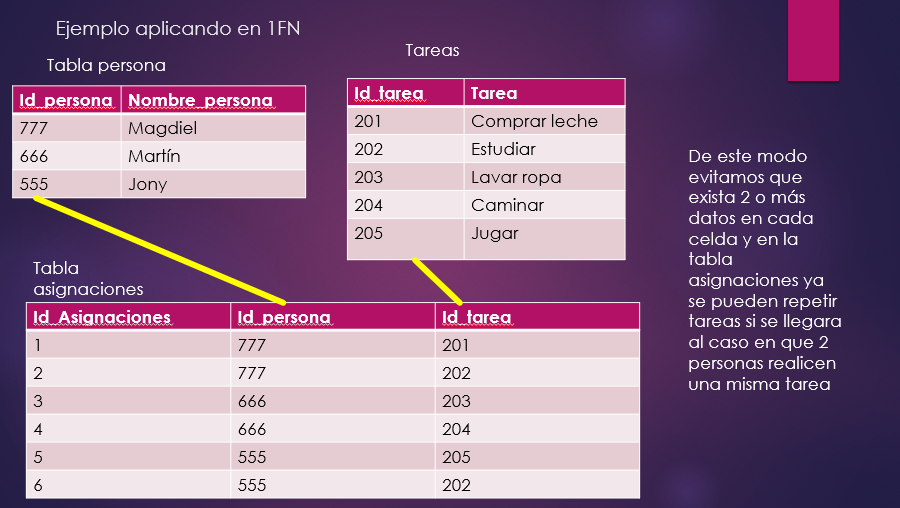 Ejemplo aplicando en 1FN
Tabla persona
Id_persona Nombre_persona
777 Magdiel
666 Martín
555 Jony
Tareas
Id_tarea Tarea
201 Comprar leche
202 Estudiar
203 Lavar ropa
204 Caminar
205 Jugar
Tabla
asignaciones
Id_Asignaciones Id_persona Id_tarea
1 777 201
2 777 202
3 666 203
4 666 204
5 555 205
6 555 202
De este modo
evitamos que
exista 2 o más
datos en cada
celda y en la
tabla
asignaciones ya
se pueden repetir
tareas si se llegara
al caso en que 2
personas realicen
una misma tarea